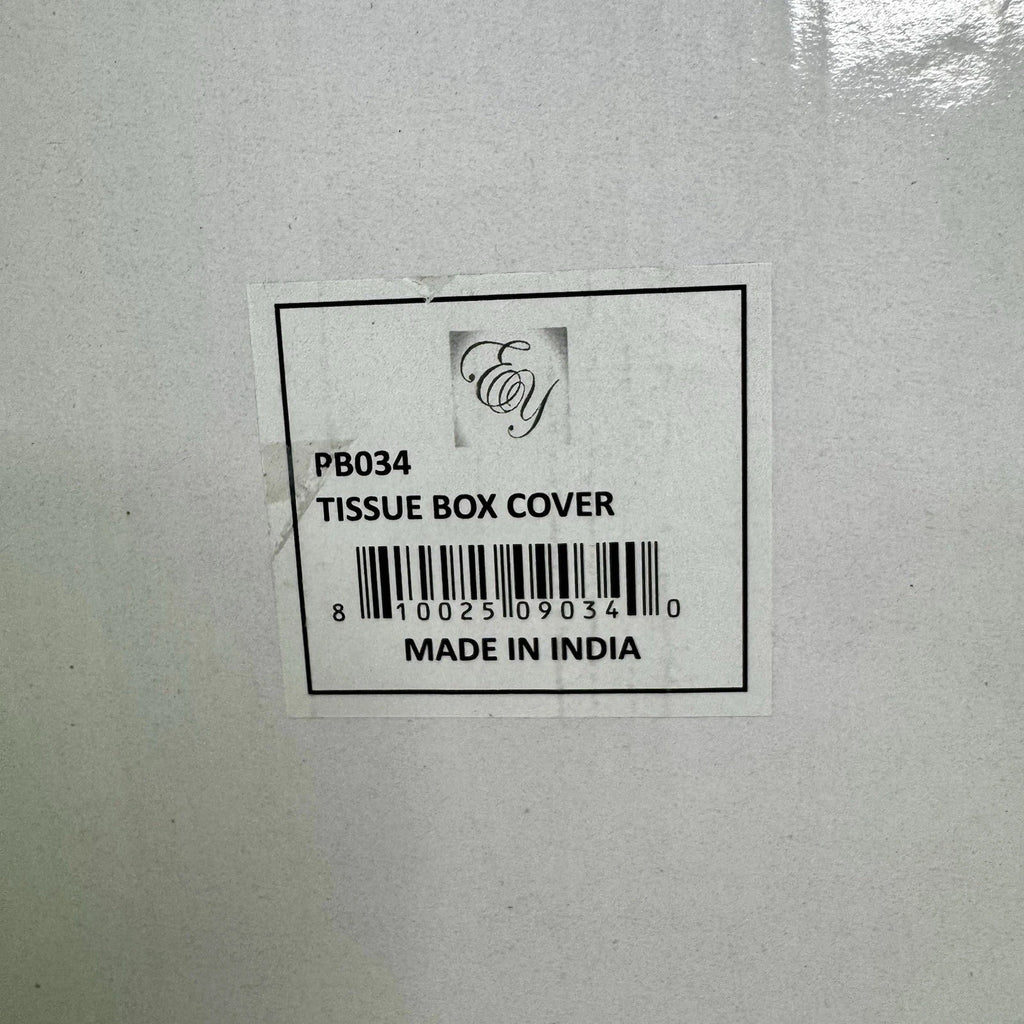 EY
PB034
TISSUE BOX COVER
8 10025 09034 0
MADE IN INDIA